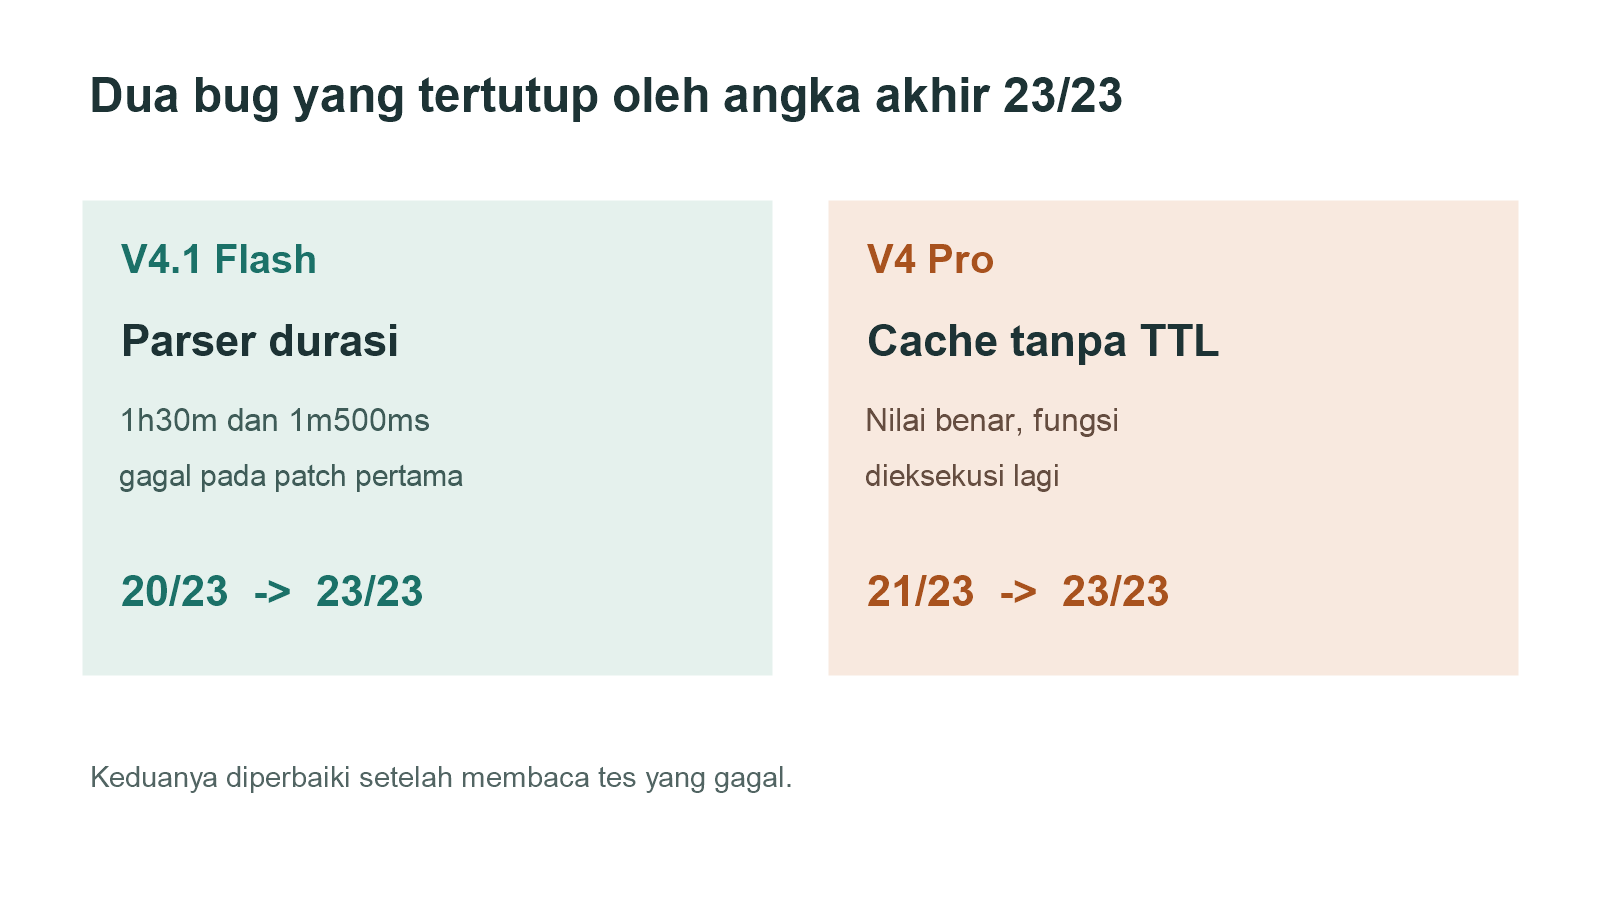 Dua bug yang tertutup oleh angka akhir 23/23
V4.1 Flash
Parser durasi
1h30m dan 1m500ms
gagal pada patch pertama
20/23 -> 23/23
V4 Pro
Cache tanpa TTL
Nilai benar, fungsi
dieksekusi lagi
21/23 -> 23/23
Keduanya diperbaiki setelah membaca tes yang gagal.